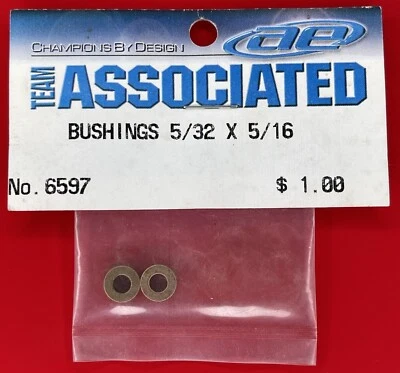 CHAMPIONS BY DESIGN
ae
TEAM
ASSOCIATED
BUSHINGS 5/32 X 5/16
No. 6597 $ 1.00